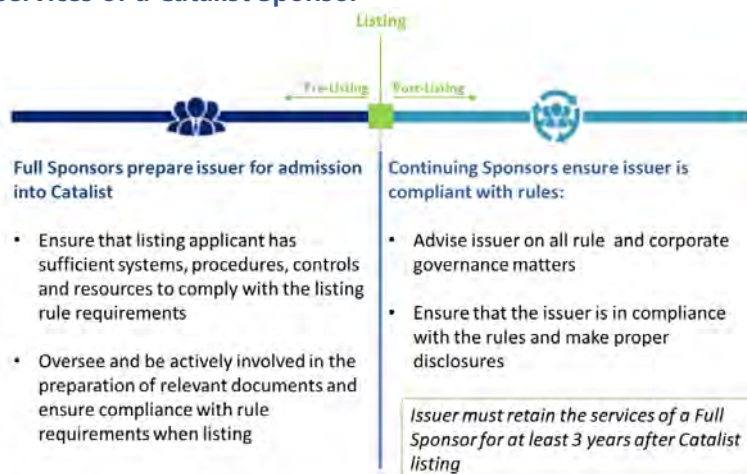 Services of a Catalist Sponsor
Listing
Pre-Listing
Post-Listing
Full Sponsors prepare issuer for admission
into Catalist
• Ensure that listing applicant has
sufficient systems, procedures, controls
and resources to comply with the listing
rule requirements
• Oversee and be actively involved in the
preparation of relevant documents and
ensure compliance with rule
requirements when listing
Continuing Sponsors ensure issuer is
compliant with rules:
• Advise issuer on all rule and corporate
governance matters
• Ensure that the issuer is in compliance
with the rules and make proper
disclosures
Issuer must retain the services of a Full
Sponsor for at least 3 years after Catalist
listing